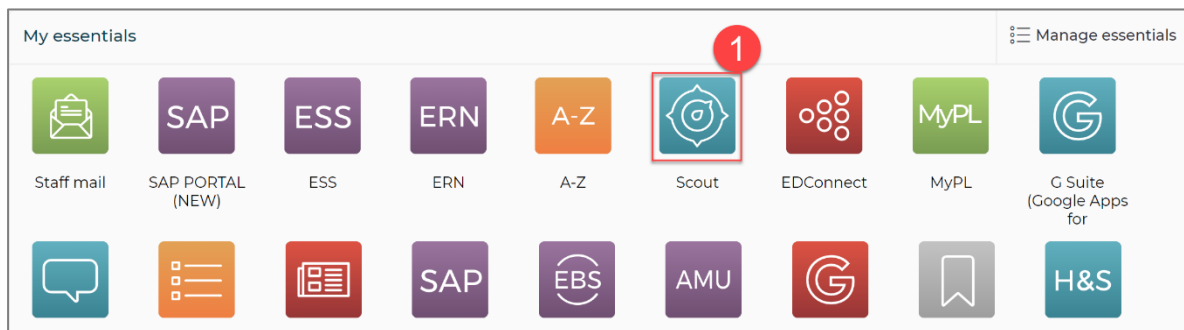 My essentials
1
Manage essentials
SAP
ESS
ERN
A-Z
MyPL
G
Staff mail
SAP PORTAL
(NEW)
ESS
ERN
A-Z
Scout
EDConnect
MyPL
G Suite
(Google Apps
for
SAP
EBS
AMU
G
H&S